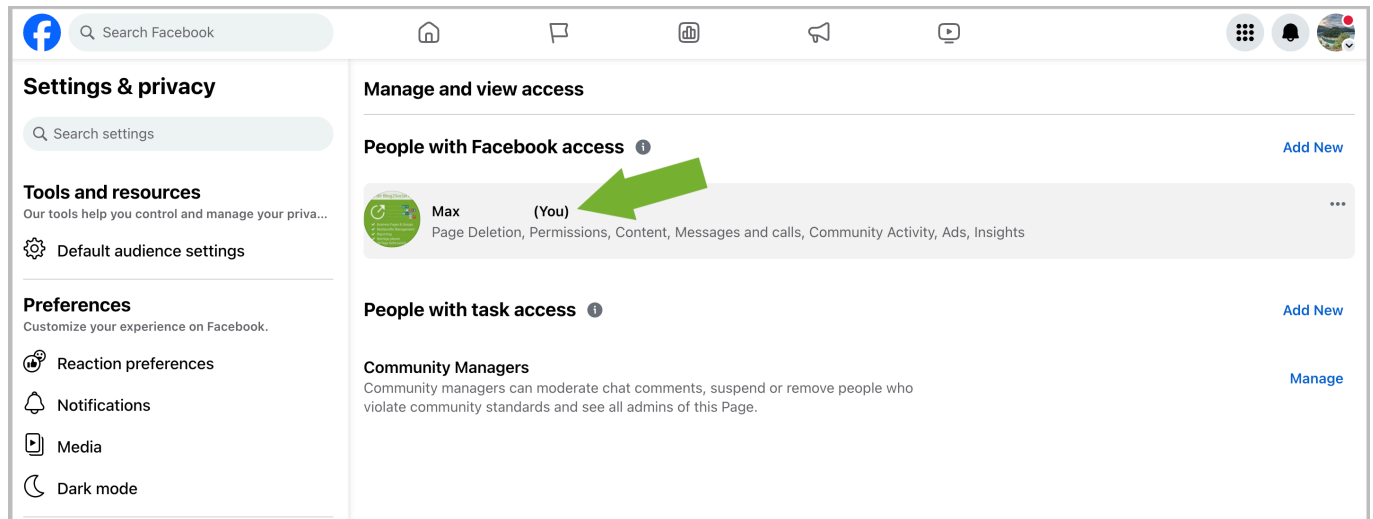 Search Facebook
Settings & privacy
Search settings
Tools and resources
Our tools help you control and manage your priva...
Default audience settings
Preferences
Customize your experience on Facebook.
Reaction preferences
Notifications
Media
Dark mode
Manage and view access
People with Facebook access
Add New
Max (You)
Page Deletion, Permissions, Content, Messages and calls, Community Activity, Ads, Insights
People with task access
Add New
Community Managers
Community managers can moderate chat comments, suspend or remove people who
violate community standards and see all admins of this Page.
Manage